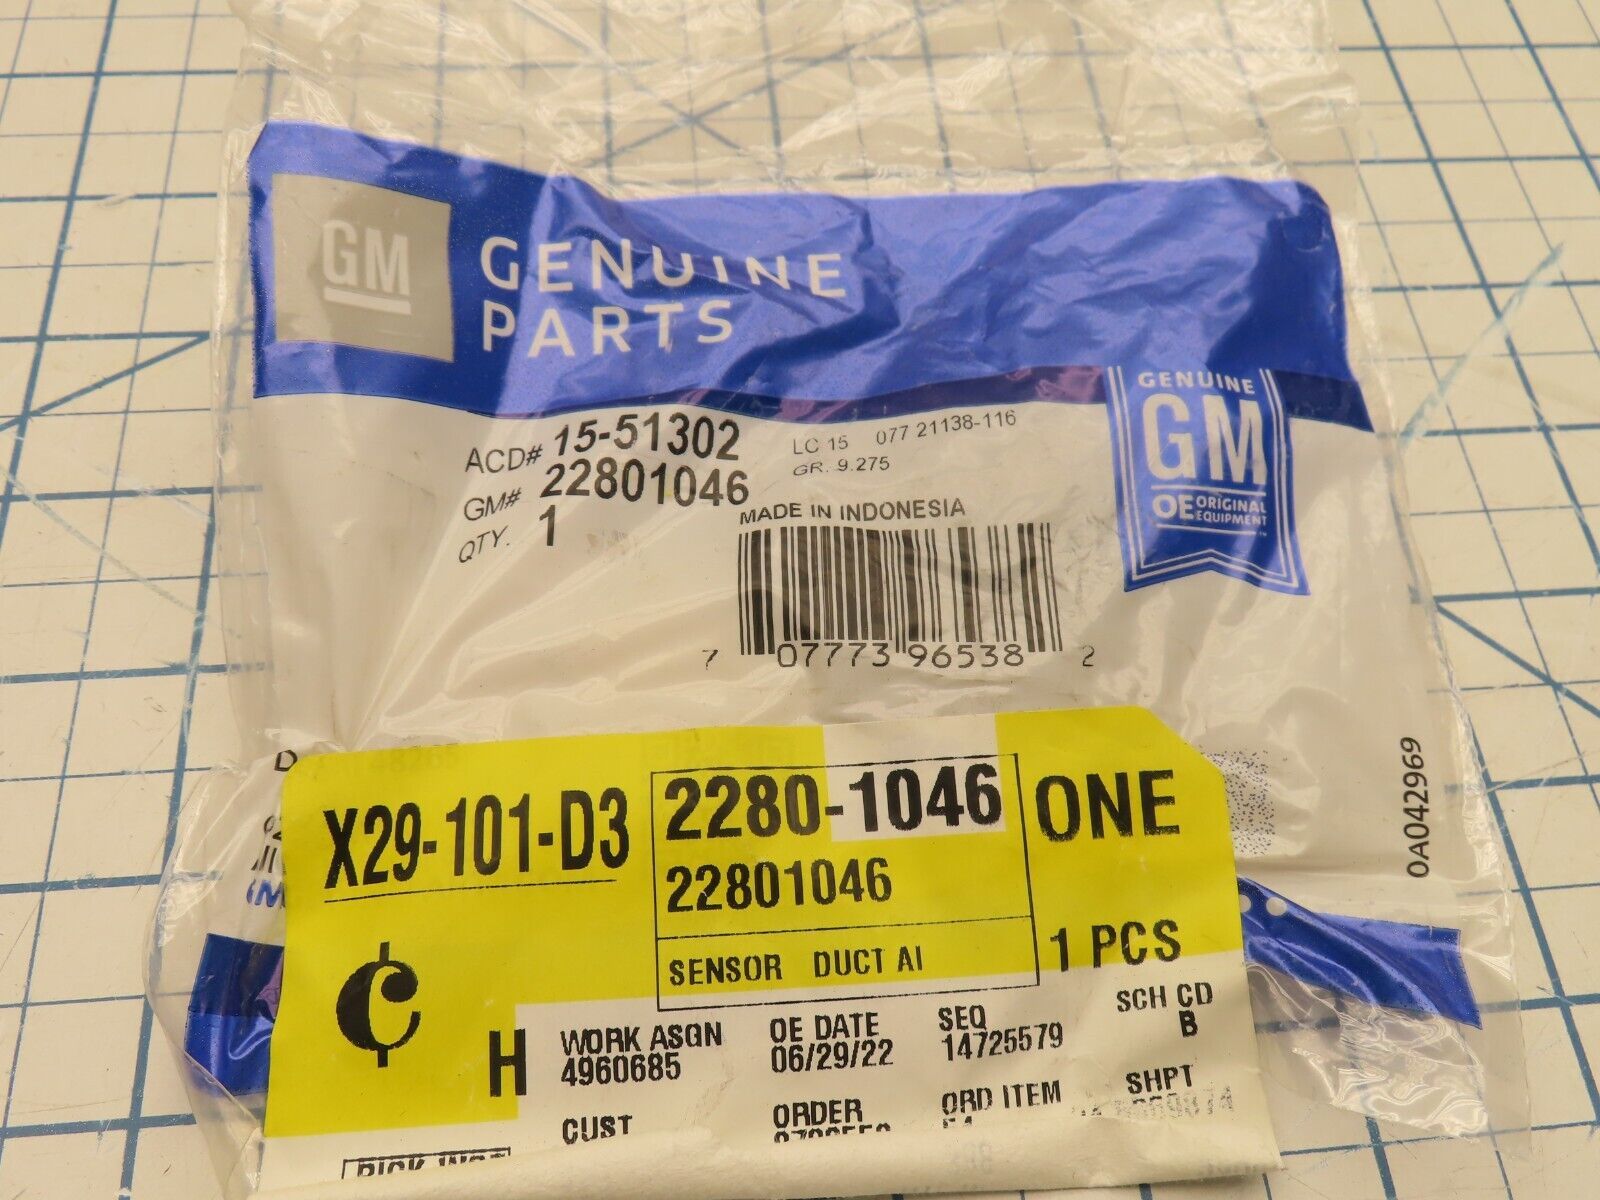 GM
GENUINE
PARTS
GENUINE
GM
OE ORIGINAL EQUIPMENT
ACD# 15-51302
GM# 22801046
QTY. 1
LC 15 077 21138-116
GR. 9.275
MADE IN INDONESIA
7 07773 96538 2
0A042969
X29-101-D3
2280-1046
22801046
SENSOR DUCT AI
ONE
1 PCS
¢
H
WORK ASGN
4960685
OE DATE
06/29/22
SEQ
14725579
SCH CD
B
CUST
ORDER
ORD ITEM
SHPT